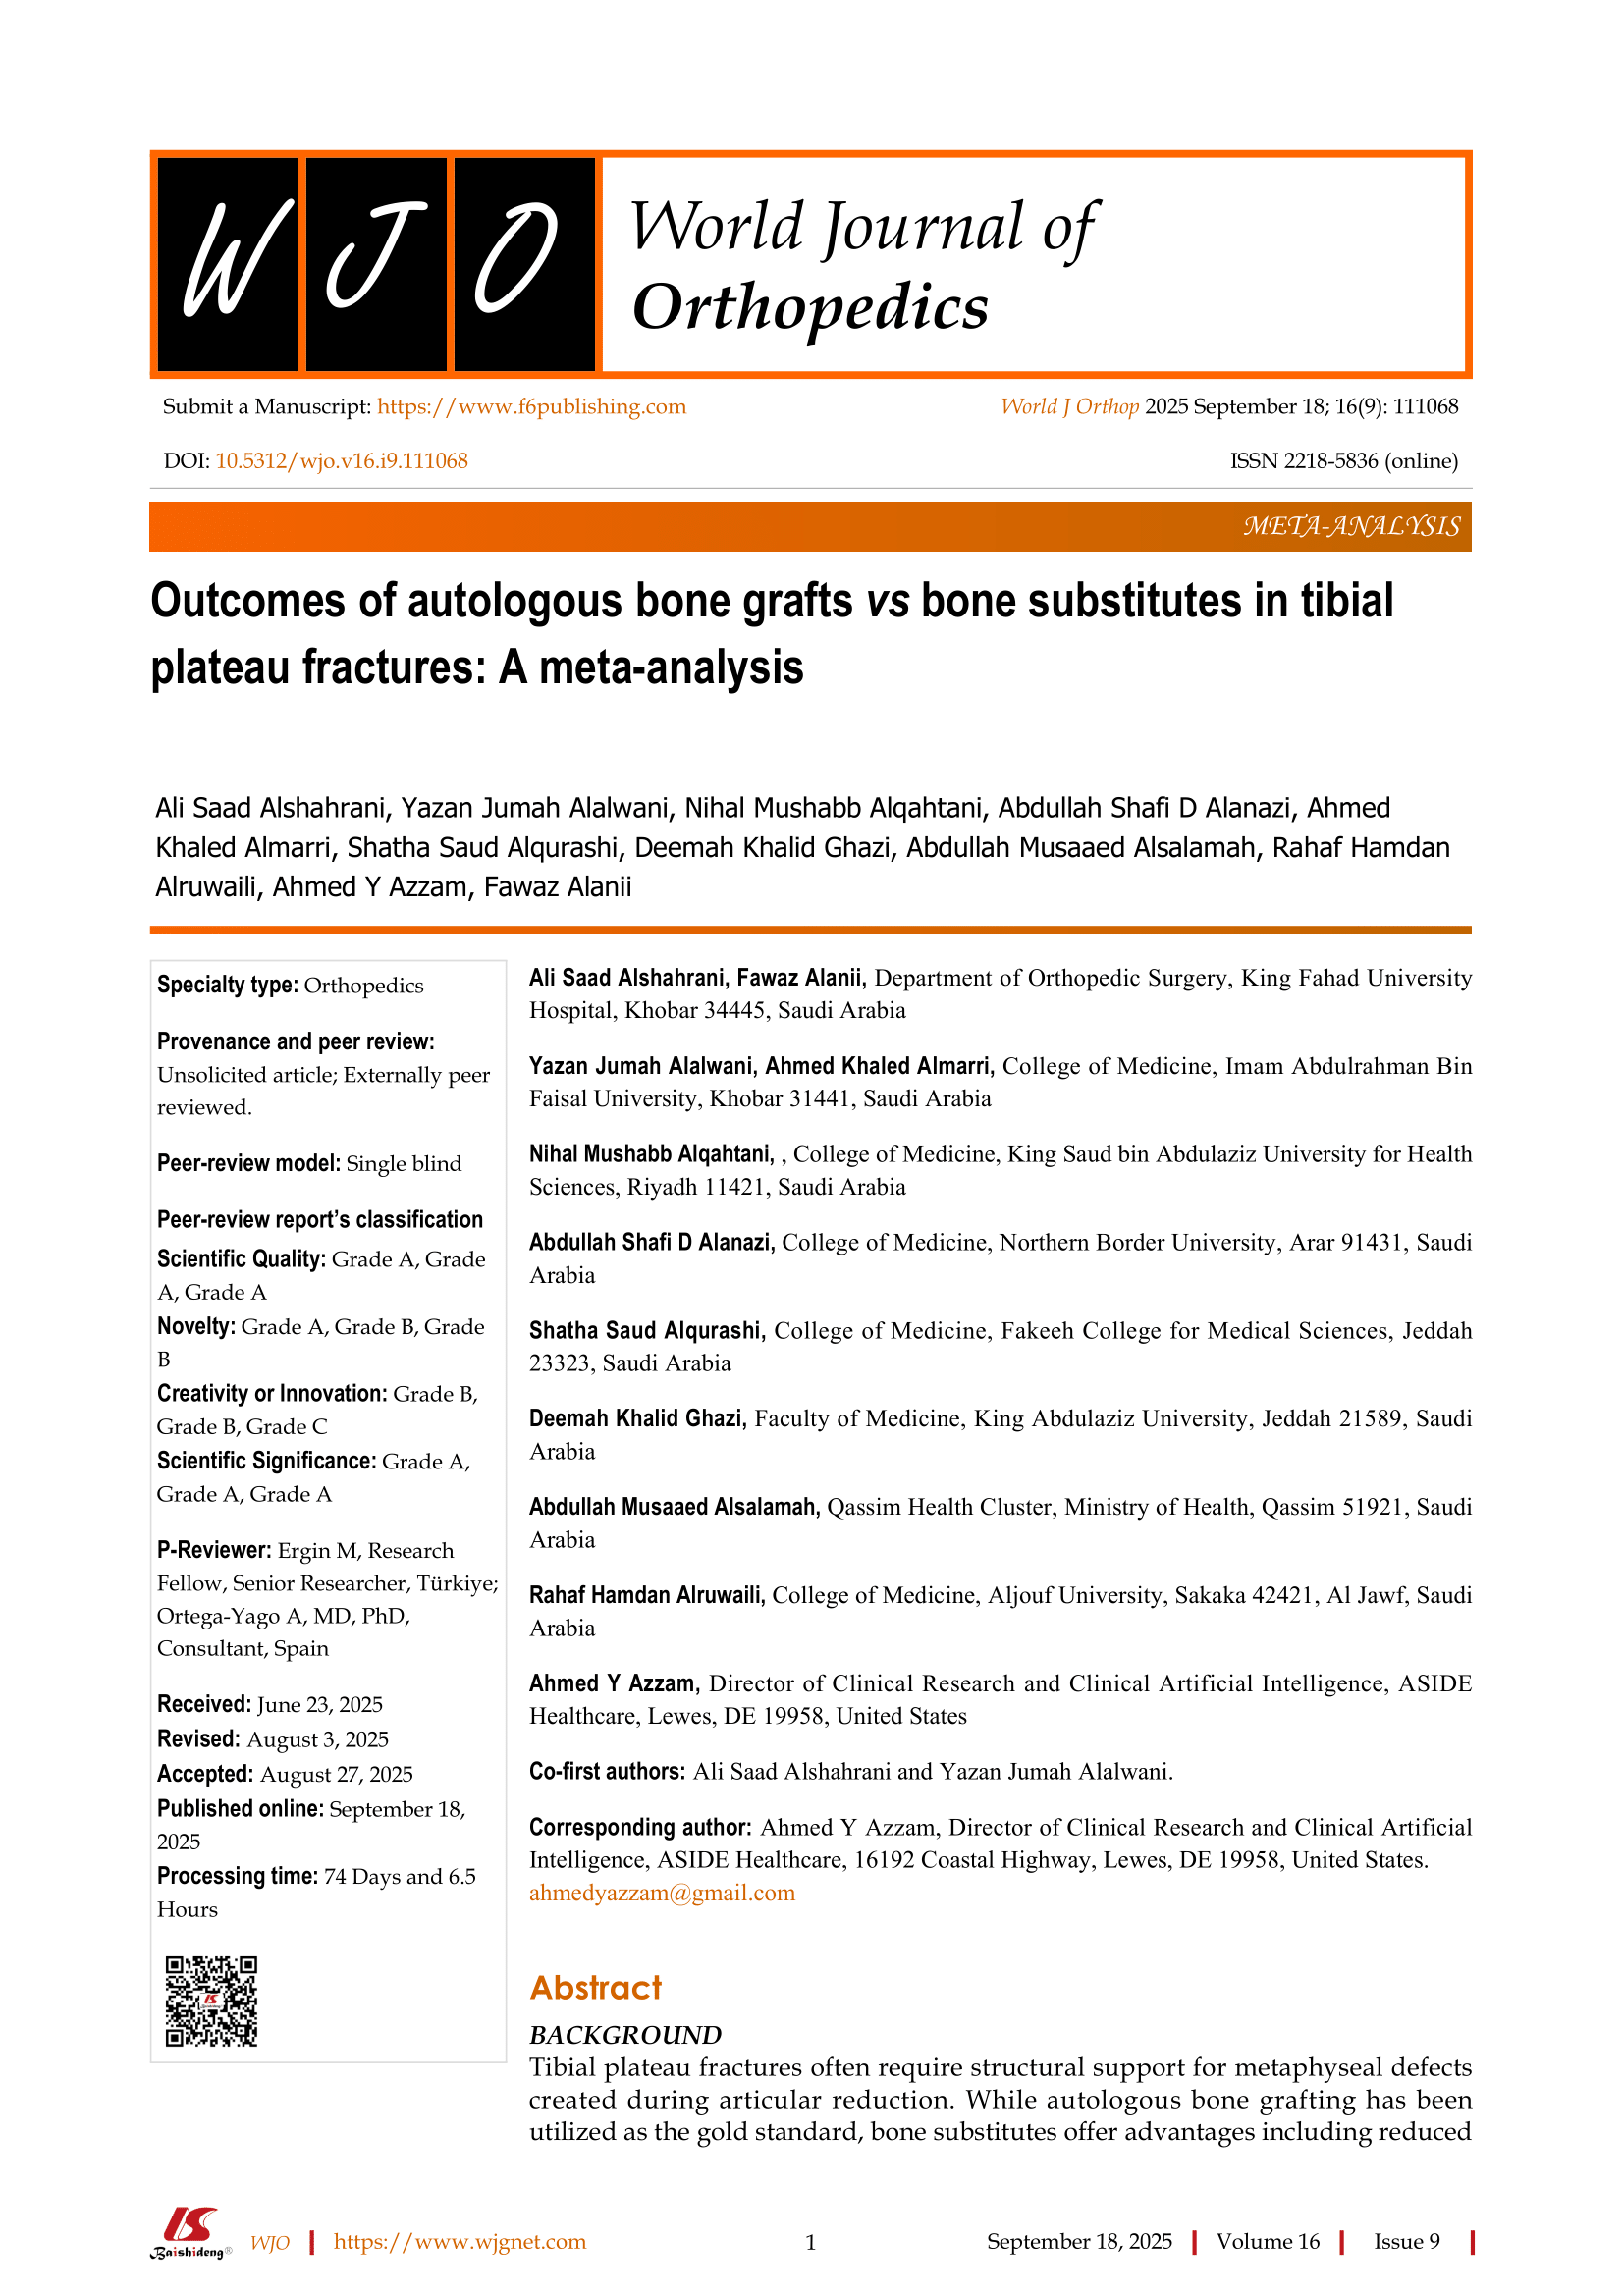 W J O
World Journal of
Orthopedics
Submit a Manuscript: https://www.f6publishing.com
World J Orthop 2025 September 18; 16(9): 111068
DOI: 10.5312/wjo.v16.i9.111068
ISSN 2218-5836 (online)
META-ANALYSIS
Outcomes of autologous bone grafts vs bone substitutes in tibial
plateau fractures: A meta-analysis
Ali Saad Alshahrani, Yazan Jumah Alalwani, Nihal Mushabb Alqahtani, Abdullah Shafi D Alanazi, Ahmed
Khaled Almarri, Shatha Saud Alqurashi, Deemah Khalid Ghazi, Abdullah Musaaed Alsalamah, Rahaf Hamdan
Alruwaili, Ahmed Y Azzam, Fawaz Alanii
Specialty type: Orthopedics
Provenance and peer review:
Unsolicited article; Externally peer
reviewed.
Peer-review model: Single blind
Peer-review report's classification
Scientific Quality: Grade A, Grade
A, Grade A
Novelty: Grade A, Grade B, Grade
B
Creativity or Innovation: Grade B,
Grade B, Grade C
Scientific Significance: Grade A,
Grade A, Grade A
P-Reviewer: Ergin M, Research
Fellow, Senior Researcher, Türkiye;
Ortega-Yago A, MD, PhD,
Consultant, Spain
Received: June 23, 2025
Revised: August 3, 2025
Accepted: August 27, 2025
Published online: September 18,
2025
Processing time: 74 Days and 6.5
Hours
Ali Saad Alshahrani, Fawaz Alanii, Department of Orthopedic Surgery, King Fahad University
Hospital, Khobar 34445, Saudi Arabia
Yazan Jumah Alalwani, Ahmed Khaled Almarri, College of Medicine, Imam Abdulrahman Bin
Faisal University, Khobar 31441, Saudi Arabia
Nihal Mushabb Alqahtani, , College of Medicine, King Saud bin Abdulaziz University for Health
Sciences, Riyadh 11421, Saudi Arabia
Abdullah Shafi D Alanazi, College of Medicine, Northern Border University, Arar 91431, Saudi
Arabia
Shatha Saud Alqurashi, College of Medicine, Fakeeh College for Medical Sciences, Jeddah
23323, Saudi Arabia
Deemah Khalid Ghazi, Faculty of Medicine, King Abdulaziz University, Jeddah 21589, Saudi
Arabia
Abdullah Musaaed Alsalamah, Qassim Health Cluster, Ministry of Health, Qassim 51921, Saudi
Arabia
Rahaf Hamdan Alruwaili, College of Medicine, Aljouf University, Sakaka 42421, Al Jawf, Saudi
Arabia
Ahmed Y Azzam, Director of Clinical Research and Clinical Artificial Intelligence, ASIDE
Healthcare, Lewes, DE 19958, United States
Co-first authors: Ali Saad Alshahrani and Yazan Jumah Alalwani.
Corresponding author: Ahmed Y Azzam, Director of Clinical Research and Clinical Artificial
Intelligence, ASIDE Healthcare, 16192 Coastal Highway, Lewes, DE 19958, United States.
ahmedyazzam@gmail.com
Abstract
BACKGROUND
Tibial plateau fractures often require structural support for metaphyseal defects
created during articular reduction. While autologous bone grafting has been
utilized as the gold standard, bone substitutes offer advantages including reduced
Baishideng® WJO https://www.wjgnet.com
1
September 18, 2025 Volume 16 Issue 9